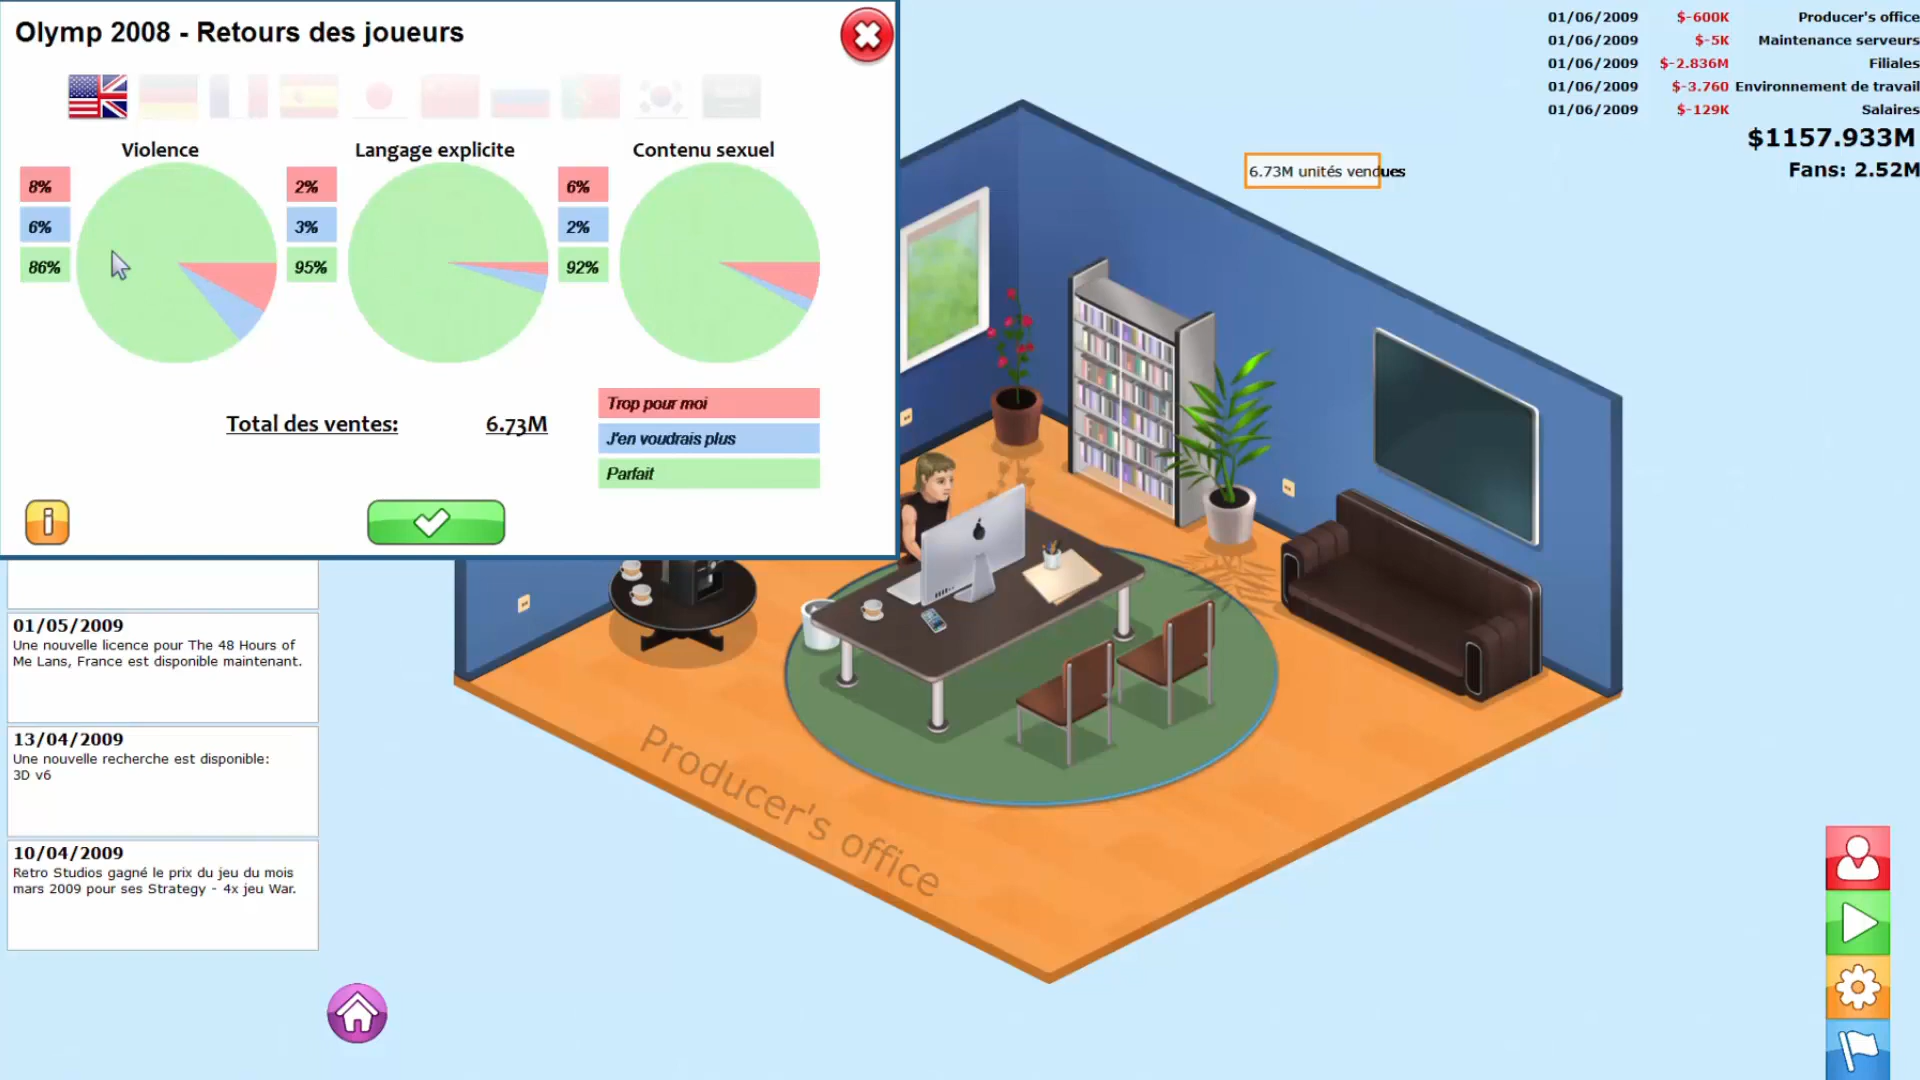 Olymp 2008 - Retours des joueurs
Violence
Langage explicite
Contenu sexuel
8%
6%
86%
2%
3%
95%
6%
2%
92%
Total des ventes:
6.73M
Trop pour moi
J'en voudrais plus
Parfait
01/05/2009
Une nouvelle licence pour The 48 Hours of
Me Lans, France est disponible maintenant.
13/04/2009
Une nouvelle recherche est disponible:
3D v6
10/04/2009
Retro Studios gagné le prix du jeu du mois
mars 2009 pour ses Strategy - 4x jeu War.
01/06/2009 $-600K Producer's office
01/06/2009 $-5K Maintenance serveurs
01/06/2009 $-2.836M Filiales
01/06/2009 $-3.760 Environnement de travail
01/06/2009 $-129K Salaires
$1157.933M
Fans: 2.52M
6.73M unités vendues
Producer's office